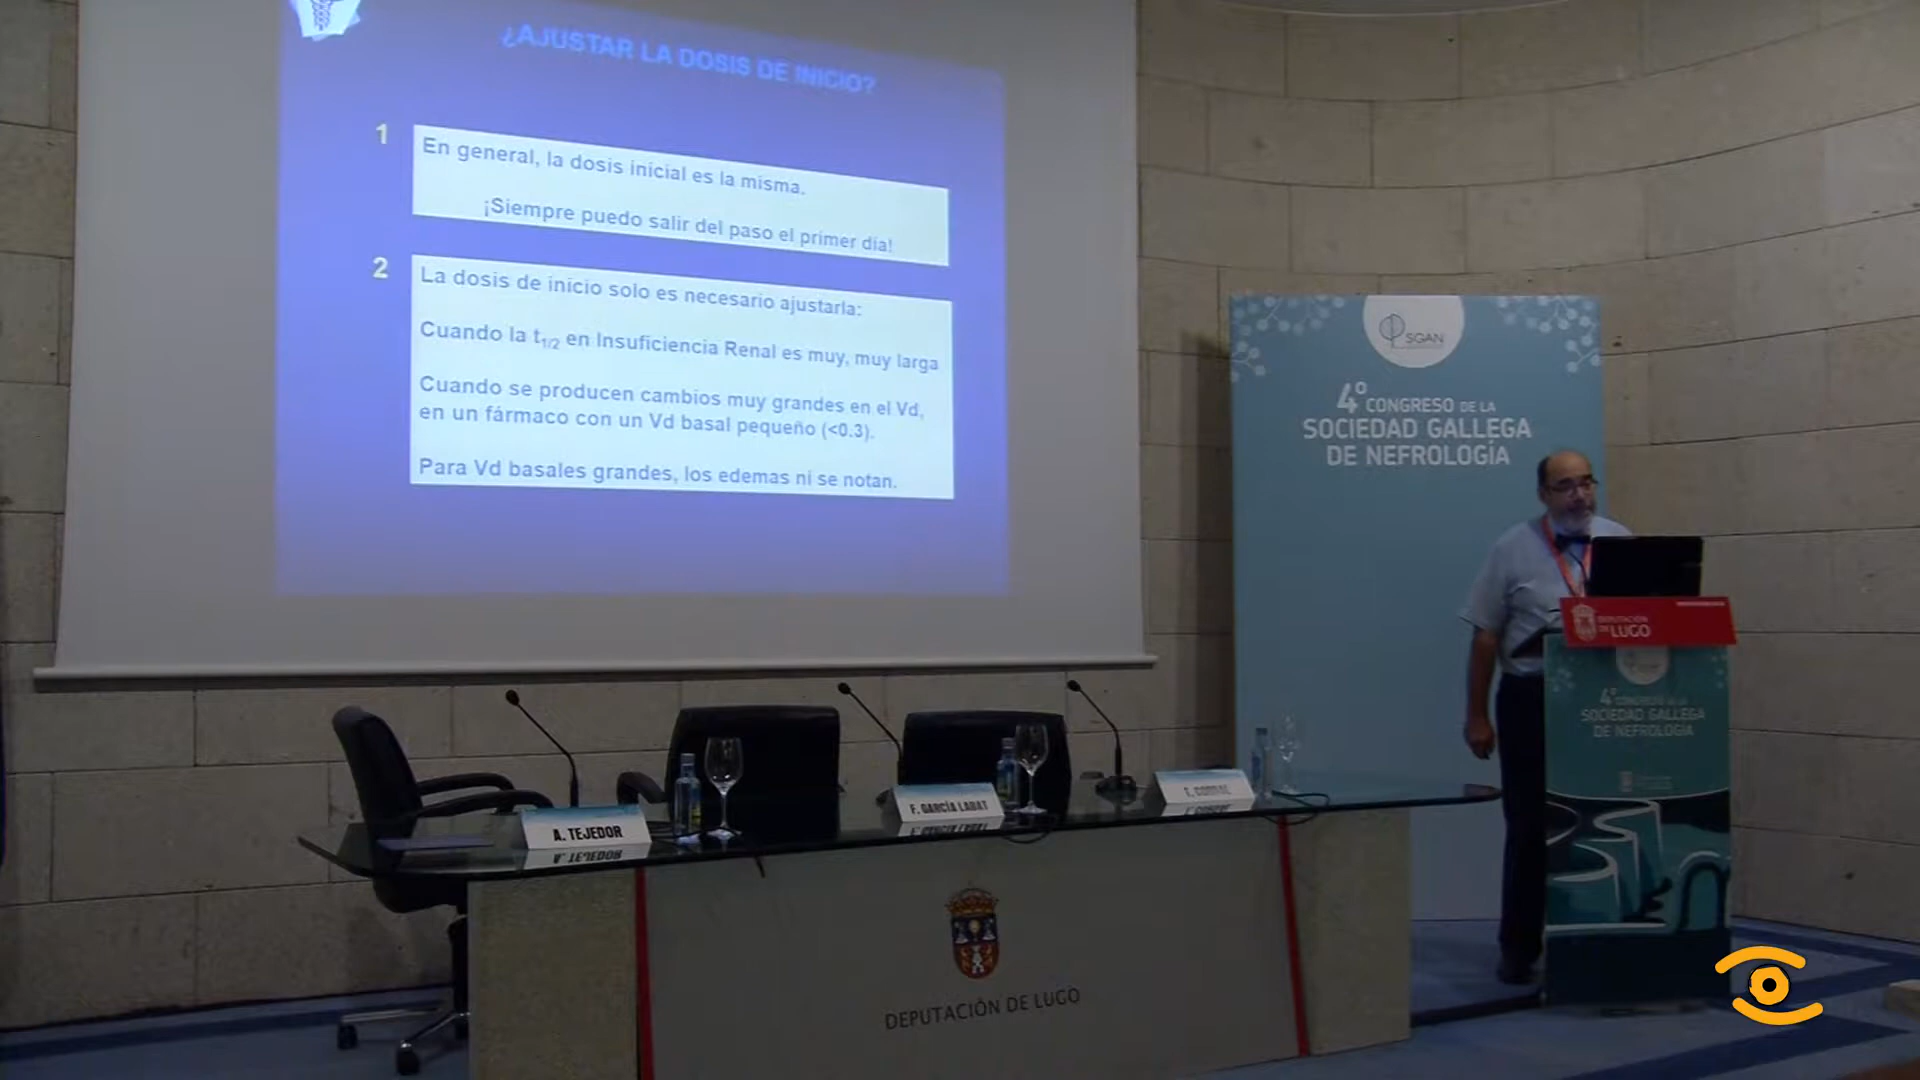 ¿AJUSTAR LA DOSIS DE INICIO?
1
En general, la dosis inicial es la misma.
¡Siempre puedo salir del paso el primer día!
2
La dosis de inicio solo es necesario ajustarla:
Cuando la t1/2 en Insuficiencia Renal es muy, muy larga
Cuando se producen cambios muy grandes en el Vd,
en un fármaco con un Vd basal pequeño (<0.3).
Para Vd basales grandes, los edemas ni se notan.
SGAN
4º CONGRESO DE LA
SOCIEDAD GALLEGA
DE NEFROLOGÍA
DEPUTACIÓN
DE LUGO
4º CONGRESO DE LA
SOCIEDAD GALLEGA
DE NEFROLOGÍA
A. TEJEDOR
F. GARCÍA LABAT
DEPUTACIÓN DE LUGO